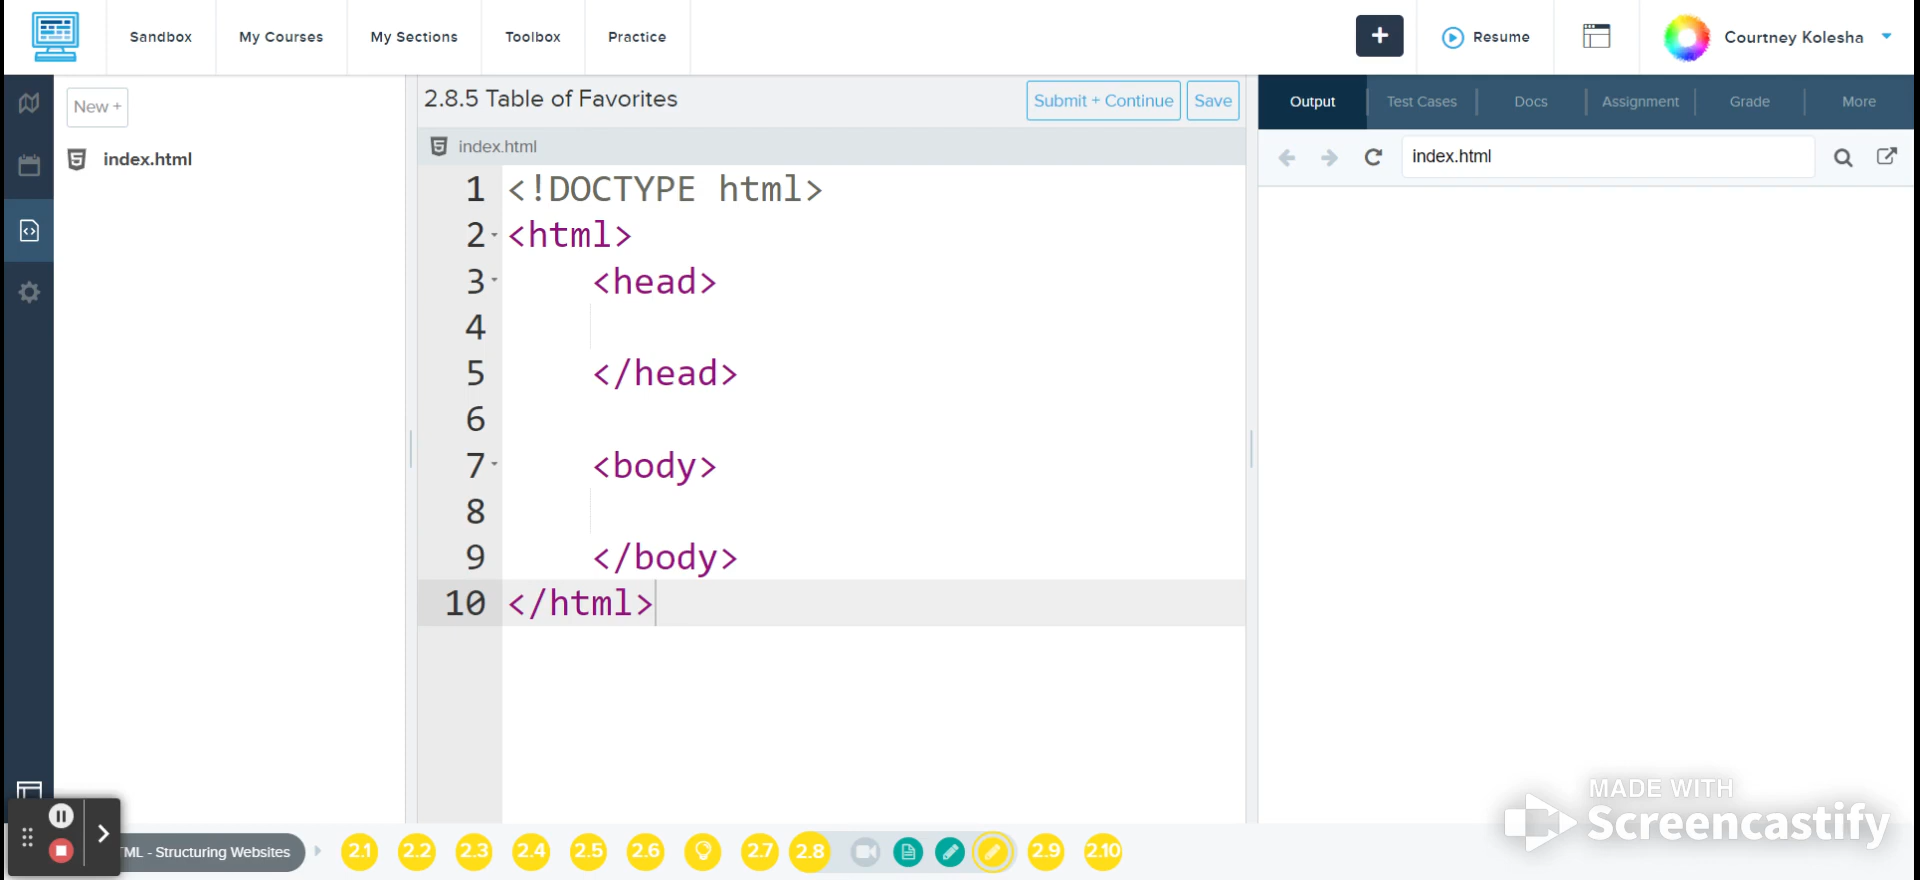 Sandbox
My Courses
My Sections
Toolbox
Practice
+
Resume
Courtney Kolesha
New +
index.html
2.8.5 Table of Favorites
Submit + Continue
Save
index.html
1 <!DOCTYPE html>
2 <html>
3 <head>
4
5 </head>
6
7 <body>
8
9 </body>
10 </html>
Output
Test Cases
Docs
Assignment
Grade
More
index.html
MADE WITH
Screencastify
TML - Structuring Websites
2.1
2.2
2.3
2.4
2.5
2.6
2.7
2.8
2.9
2.10